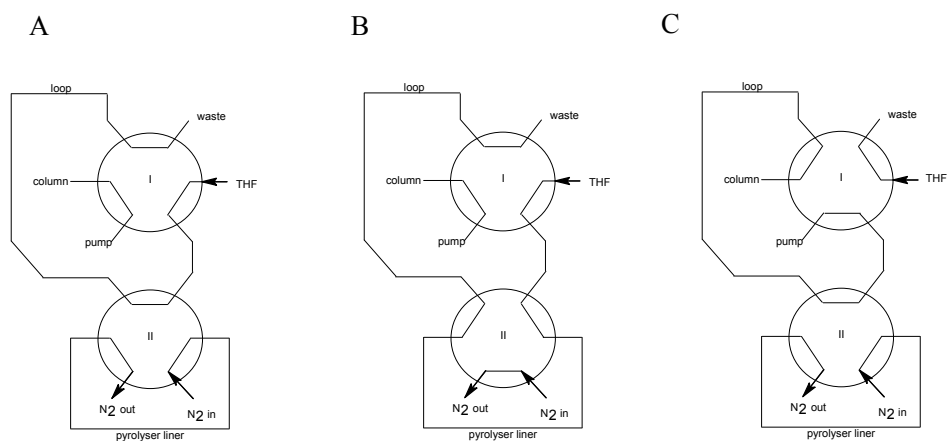 A
B
C
loop
waste
I
column
THF
pump
II
N2 out
N2 in
pyrolyser liner
loop
waste
I
column
THF
pump
II
N2 out
N2 in
pyrolyser liner
loop
waste
I
column
THF
pump
II
N2 out
N2 in
pyrolyser liner